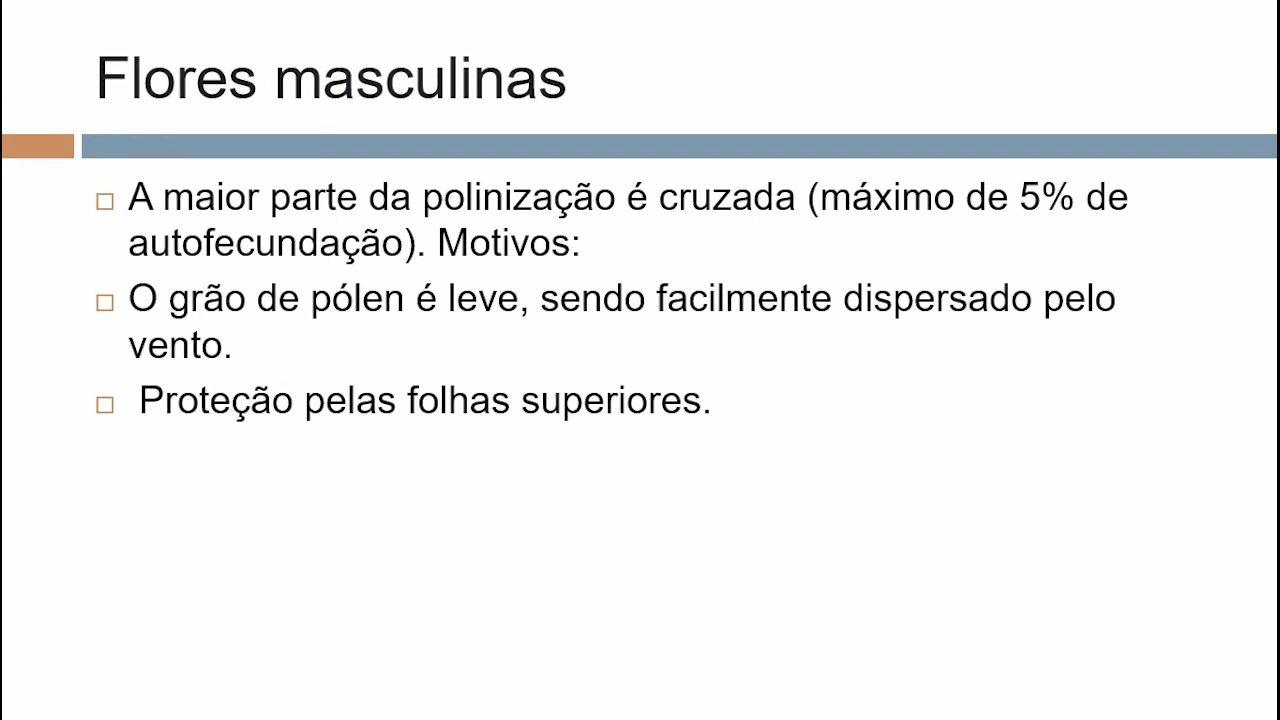 Flores masculinas
A maior parte da polinização é cruzada (máximo de 5% de
autofecundação). Motivos:
O grão de pólen é leve, sendo facilmente dispersado pelo
vento.
Proteção pelas folhas superiores.